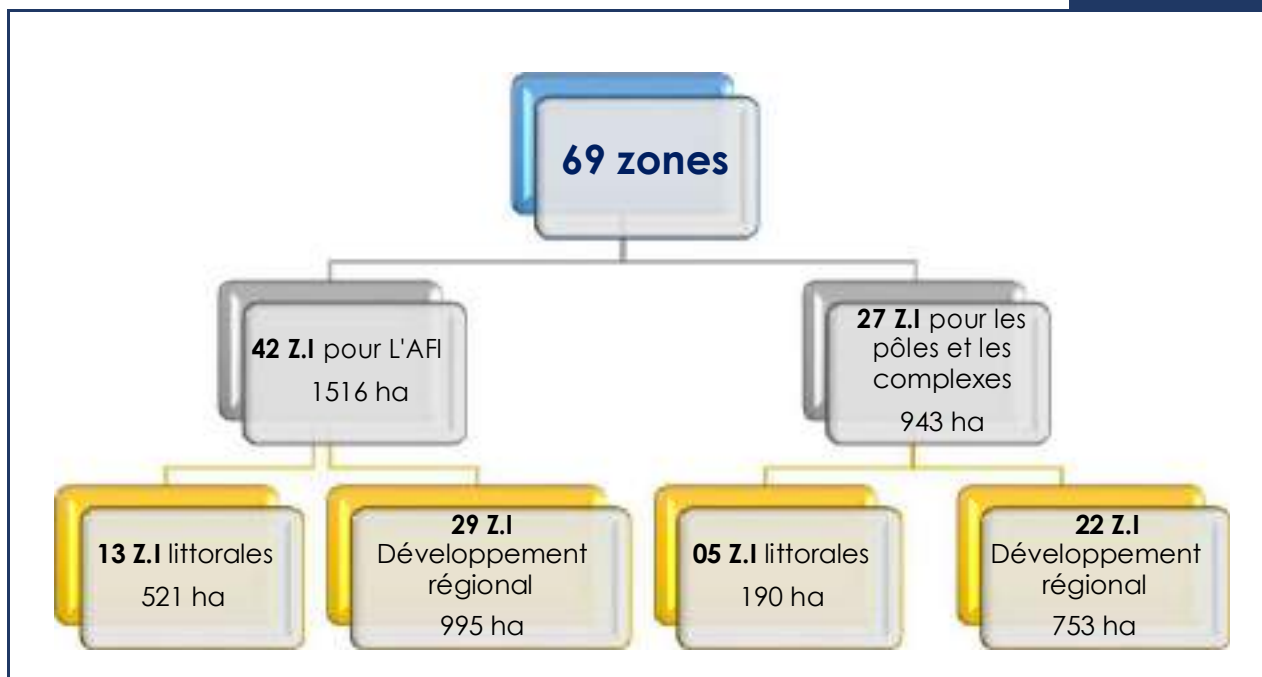 69 zones
42 Z.I pour L'AFI
1516 ha
27 Z.I pour les
pôles et les
complexes
943 ha
13 Z.I littorales
521 ha
29 Z.I
Développement
régional
995 ha
05 Z.I littorales
190 ha
22 Z.I
Développement
régional
753 ha